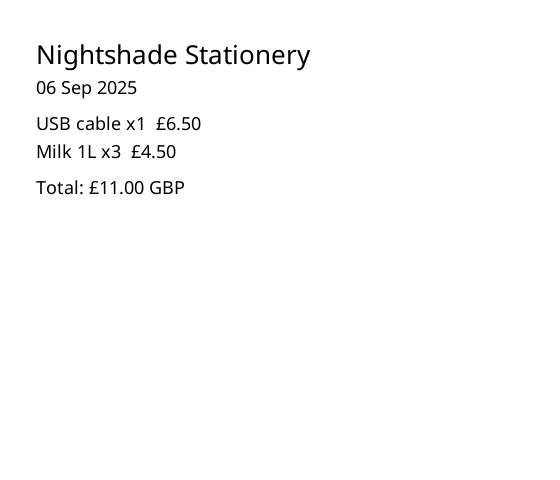 Nightshade Stationery
06 Sep 2025
USB cable x1  £6.50
Milk 1L x3  £4.50
Total: £11.00 GBP